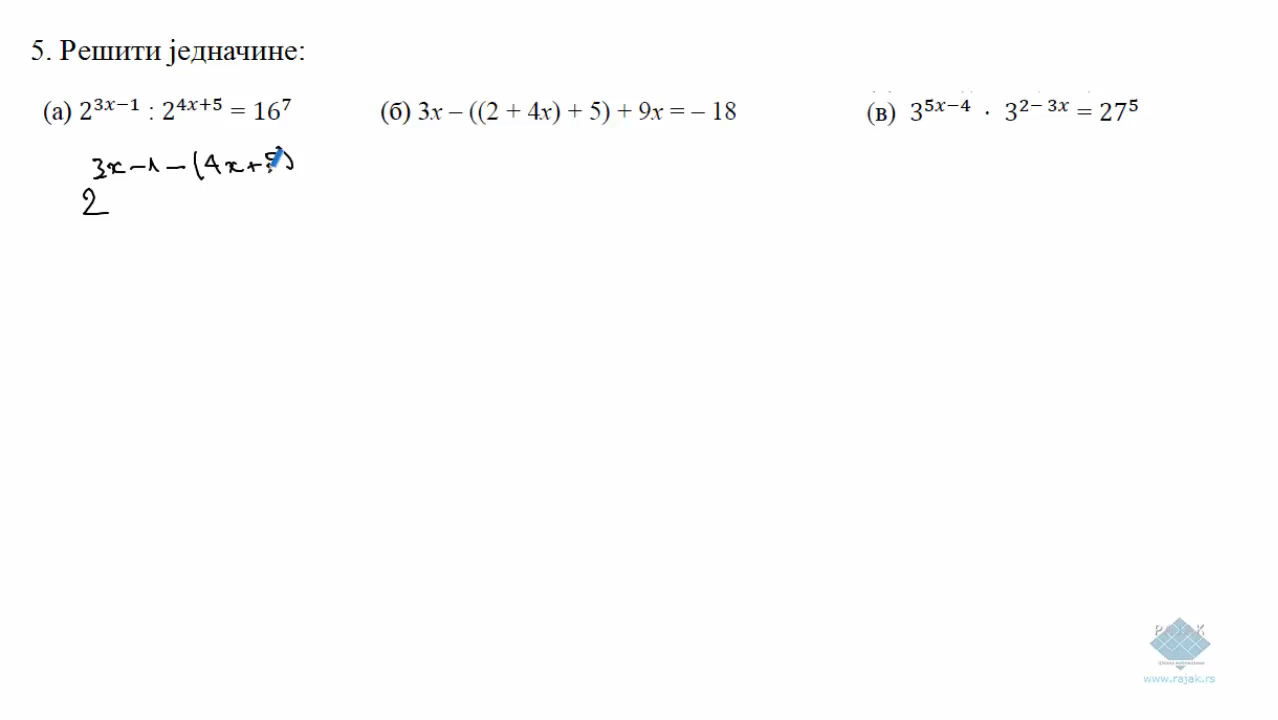 5. Решити једначине:
(а) 2^{3x−1} : 2^{4x+5} = 16^7
(б) 3x – ((2 + 4x) + 5) + 9x = – 18
(в) 3^{5x−4} · 3^{2− 3x} = 27^5
2^{3x−1−(4x+5)}
www.rajak.rs